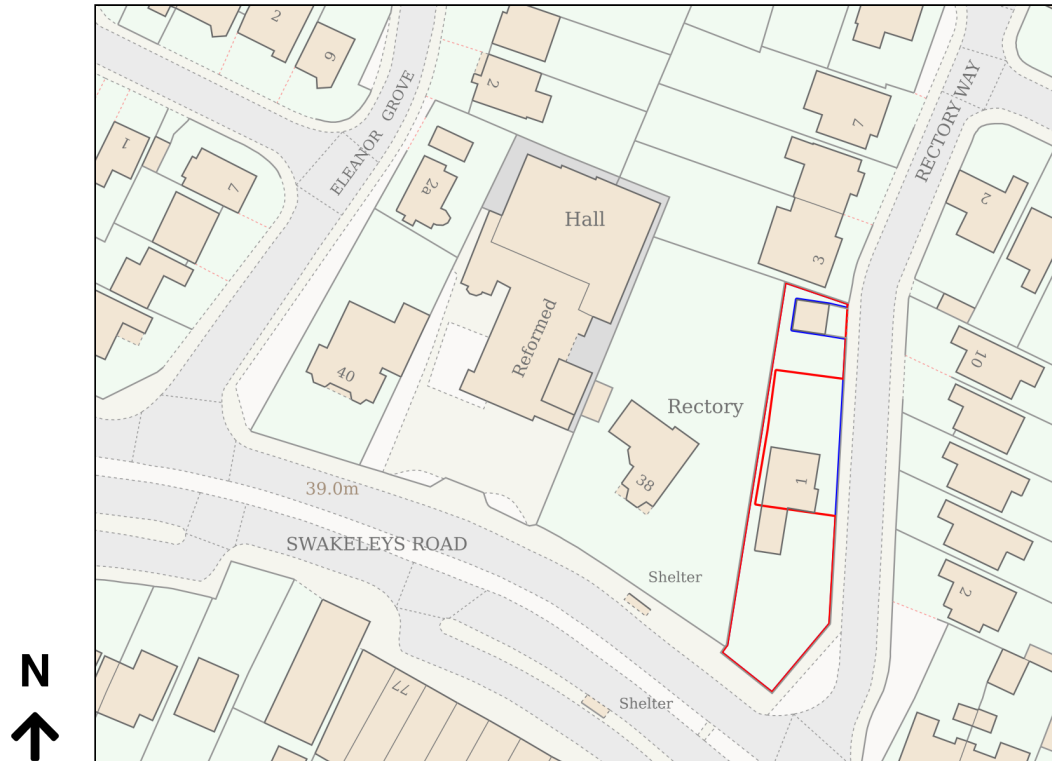 2
6
ELEANOR GROVE
2
7
RECTORY WAY
1
7
2a
Hall
2
3
Reformed
10
40
Rectory
38
1
39.0m
SWAKELEYS ROAD
Shelter
2
N
77
Shelter